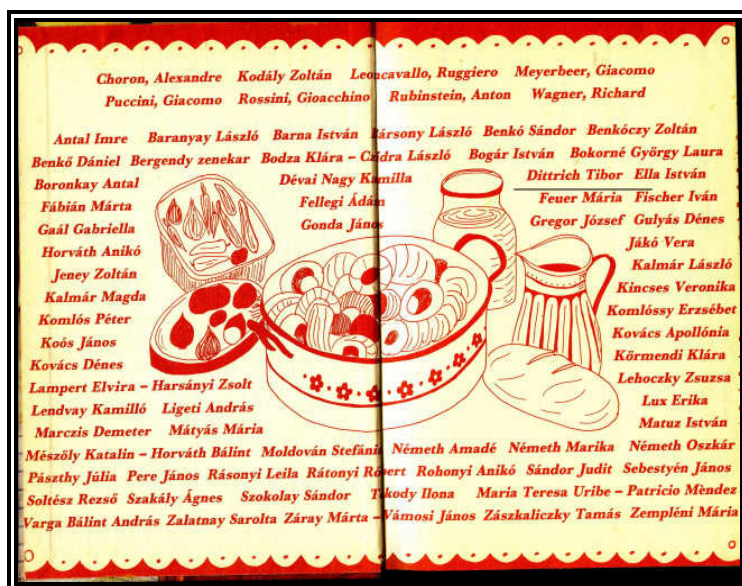 Choron, Alexandre Kodály Zoltán Leoncavallo, Ruggiero Meyerbeer, Giacomo
Puccini, Giacomo Rossini, Gioacchino Rubinstein, Anton Wagner, Richard
Antal Imre Baranyay László Barna István Bársony László Benkó Sándor Benkóczy Zoltán
Benkő Dániel Bergendy zenekar Bodza Klára – Czidra László Bogár István Bokorné György Laura
Boronkay Antal Dévai Nagy Kamilla Dittrich Tibor Ella István
Fábián Márta Fellegi Ádám Feuer Mária Fischer Iván
Gaál Gabriella Gonda János Gregor József Gulyás Dénes
Horváth Anikó Jákó Vera
Jeney Zoltán Kalmár László
Kalmár Magda Kincses Veronika
Komlós Péter Komlóssy Erzsébet
Koós János Kovács Apollónia
Kovács Dénes Körmendi Klára
Lampert Elvira – Harsányi Zsolt Lehoczky Zsuzsa
Lendvay Kamilló Ligeti András Lux Erika
Marczis Demeter Mátyás Mária Matuz István
Mészöly Katalin – Horváth Bálint Moldován Stefánia Németh Amadé Németh Marika Németh Oszkár
Pászthy Júlia Pere János Rásonyi Leila Rátonyi Róbert Rohonyi Anikó Sándor Judit Sebestyén János
Soltész Rezső Szakály Ágnes Szokolay Sándor Tokody Ilona Maria Teresa Uribe – Patricio Mèndez
Varga Bálint András Zalatnay Sarolta Záray Márta – Vámosi János Zászkaliczky Tamás Zempléni Mária